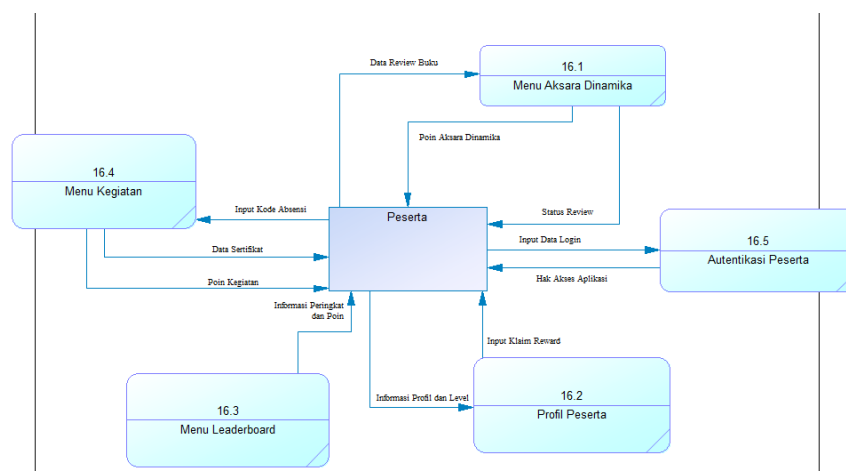 16.1
Menu Aksara Dinamika
Data Review Buku
Poin Aksara Dinamika
16.4
Menu Kegiatan
Input Kode Absensi
Peserta
Status Review
Input Data Login
16.5
Autentikasi Peserta
Hak Akses Aplikasi
Data Sertifikat
Poin Kegiatan
Informasi Peringkat
dan Poin
Input Klaim Reward
Informasi Profil dan Level
16.3
Menu Leaderboard
16.2
Profil Peserta